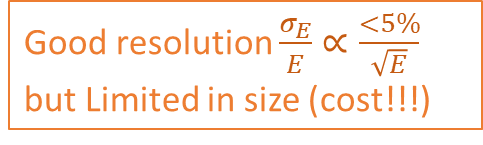 Good resolution σ_E/E ∝ <5%/√E
but Limited in size (cost!!!)